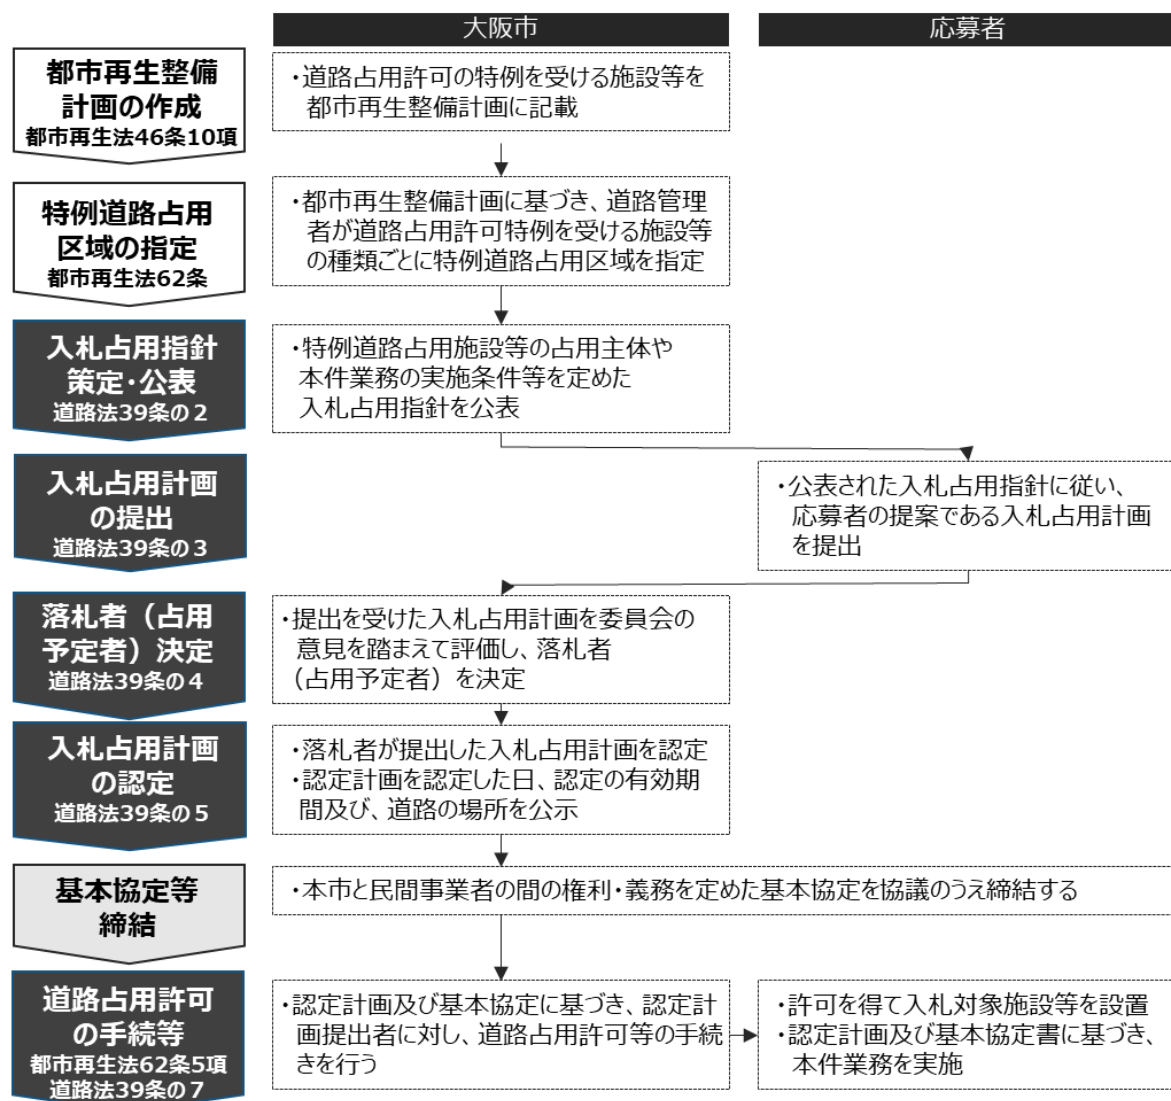 大阪市
応募者
都市再生整備
計画の作成
都市再生法46条10項
・道路占用許可の特例を受ける施設等を
都市再生整備計画に記載
特例道路占用
区域の指定
都市再生法62条
・都市再生整備計画に基づき、道路管理
者が道路占用許可特例を受ける施設等
の種類ごとに特例道路占用区域を指定
入札占用指針
策定・公表
道路法39条の２
・特例道路占用施設等の占用主体や
本件業務の実施条件等を定めた
入札占用指針を公表
入札占用計画
の提出
道路法39条の３
・公表された入札占用指針に従い、
応募者の提案である入札占用計画
を提出
落札者（占用
予定者）決定
道路法39条の４
・提出を受けた入札占用計画を委員会の
意見を踏まえて評価し、落札者
（占用予定者）を決定
入札占用計画
の認定
道路法39条の５
・落札者が提出した入札占用計画を認定
・認定計画を認定した日、認定の有効期
間及び、道路の場所を公示
基本協定等
締結
・本市と民間事業者の間の権利・義務を定めた基本協定を協議のうえ締結する
道路占用許可
の手続等
都市再生法62条5項
道路法39条の７
・認定計画及び基本協定に基づき、認定計
画提出者に対し、道路占用許可等の手続
きを行う
・許可を得て入札対象施設等を設置
・認定計画及び基本協定書に基づき、
本件業務を実施